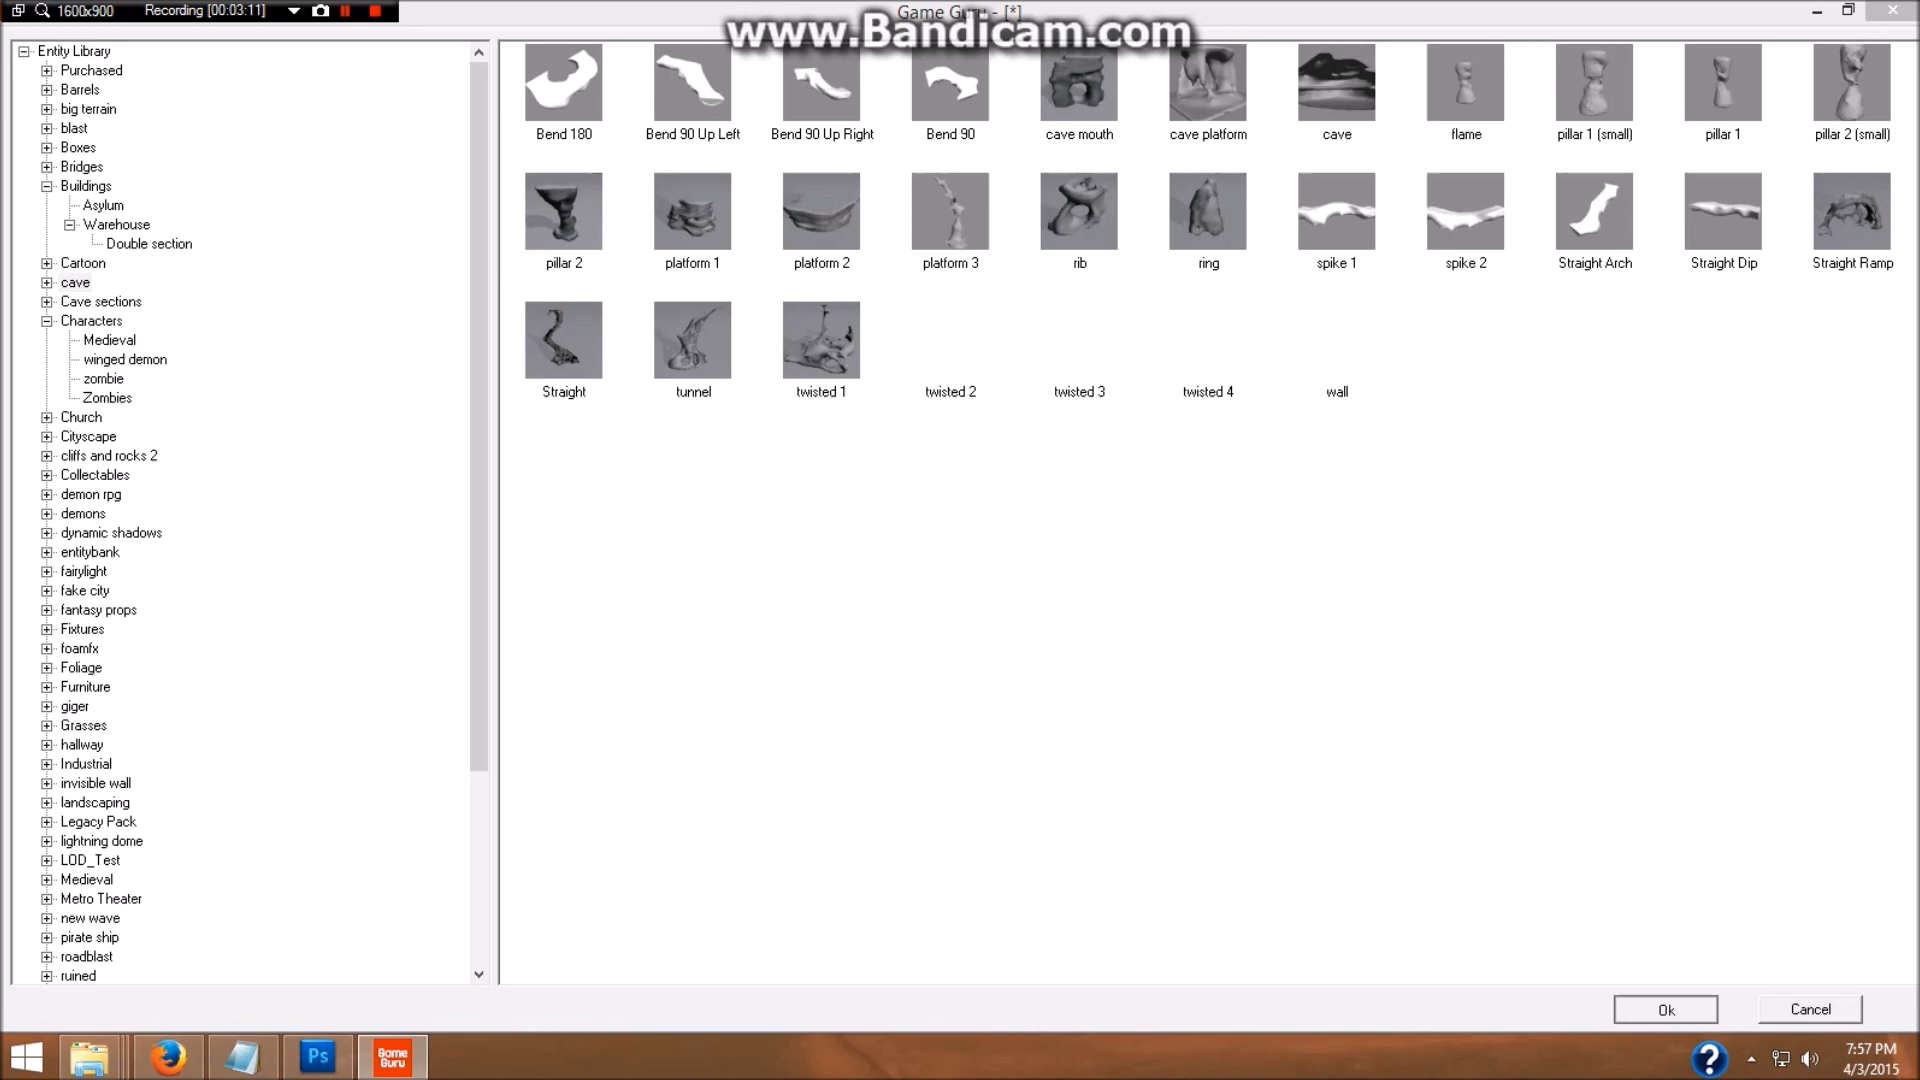 1600x900 Recording [00:03:11]
Game Guru - [*]
www.Bandicam.com
Entity Library
Purchased
Barrels
big terrain
blast
Boxes
Bridges
Buildings
Asylum
Warehouse
Double section
Cartoon
cave
Cave sections
Characters
Medieval
winged demon
zombie
Zombies
Church
Cityscape
cliffs and rocks 2
Collectables
demon rpg
demons
dynamic shadows
entitybank
fairylight
fake city
fantasy props
Fixtures
foamfx
Foliage
Furniture
giger
Grasses
hallway
Industrial
invisible wall
landscaping
Legacy Pack
lightning dome
LOD_Test
Medieval
Metro Theater
new wave
pirate ship
roadblast
ruined
Bend 180 Bend 90 Up Left Bend 90 Up Right Bend 90 cave mouth cave platform cave flame pillar 1 (small) pillar 1 pillar 2 (small)
pillar 2 platform 1 platform 2 platform 3 rib ring spike 1 spike 2 Straight Arch Straight Dip Straight Ramp
Straight tunnel twisted 1 twisted 2 twisted 3 twisted 4 wall
Ok Cancel
Ps
Game
Guru
?
7:57 PM
4/3/2015